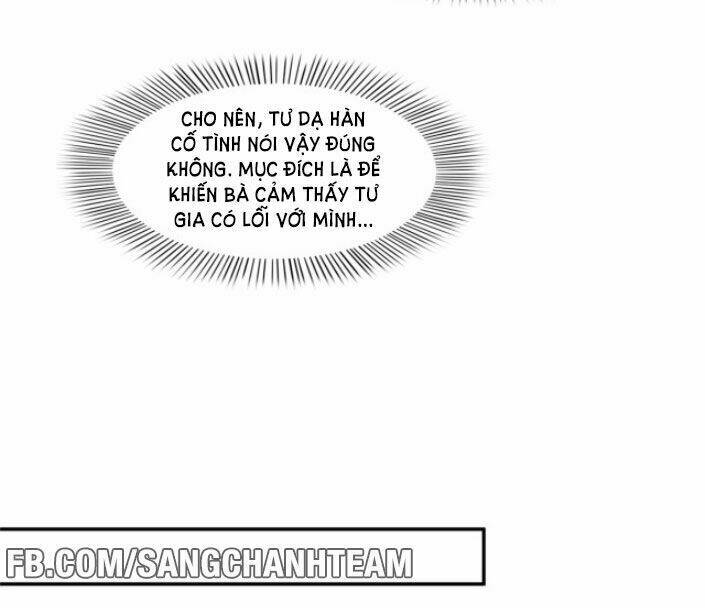 CHO NÊN, TƯ DẠ HÀN
CỐ TÌNH NÓI VẬY ĐÚNG
KHÔNG. MỤC ĐÍCH LÀ ĐỂ
KHIẾN BÀ CẢM THẤY TƯ
GIA CÓ LỖI VỚI MÌNH...
FB.COM/SANGCHANHTEAM